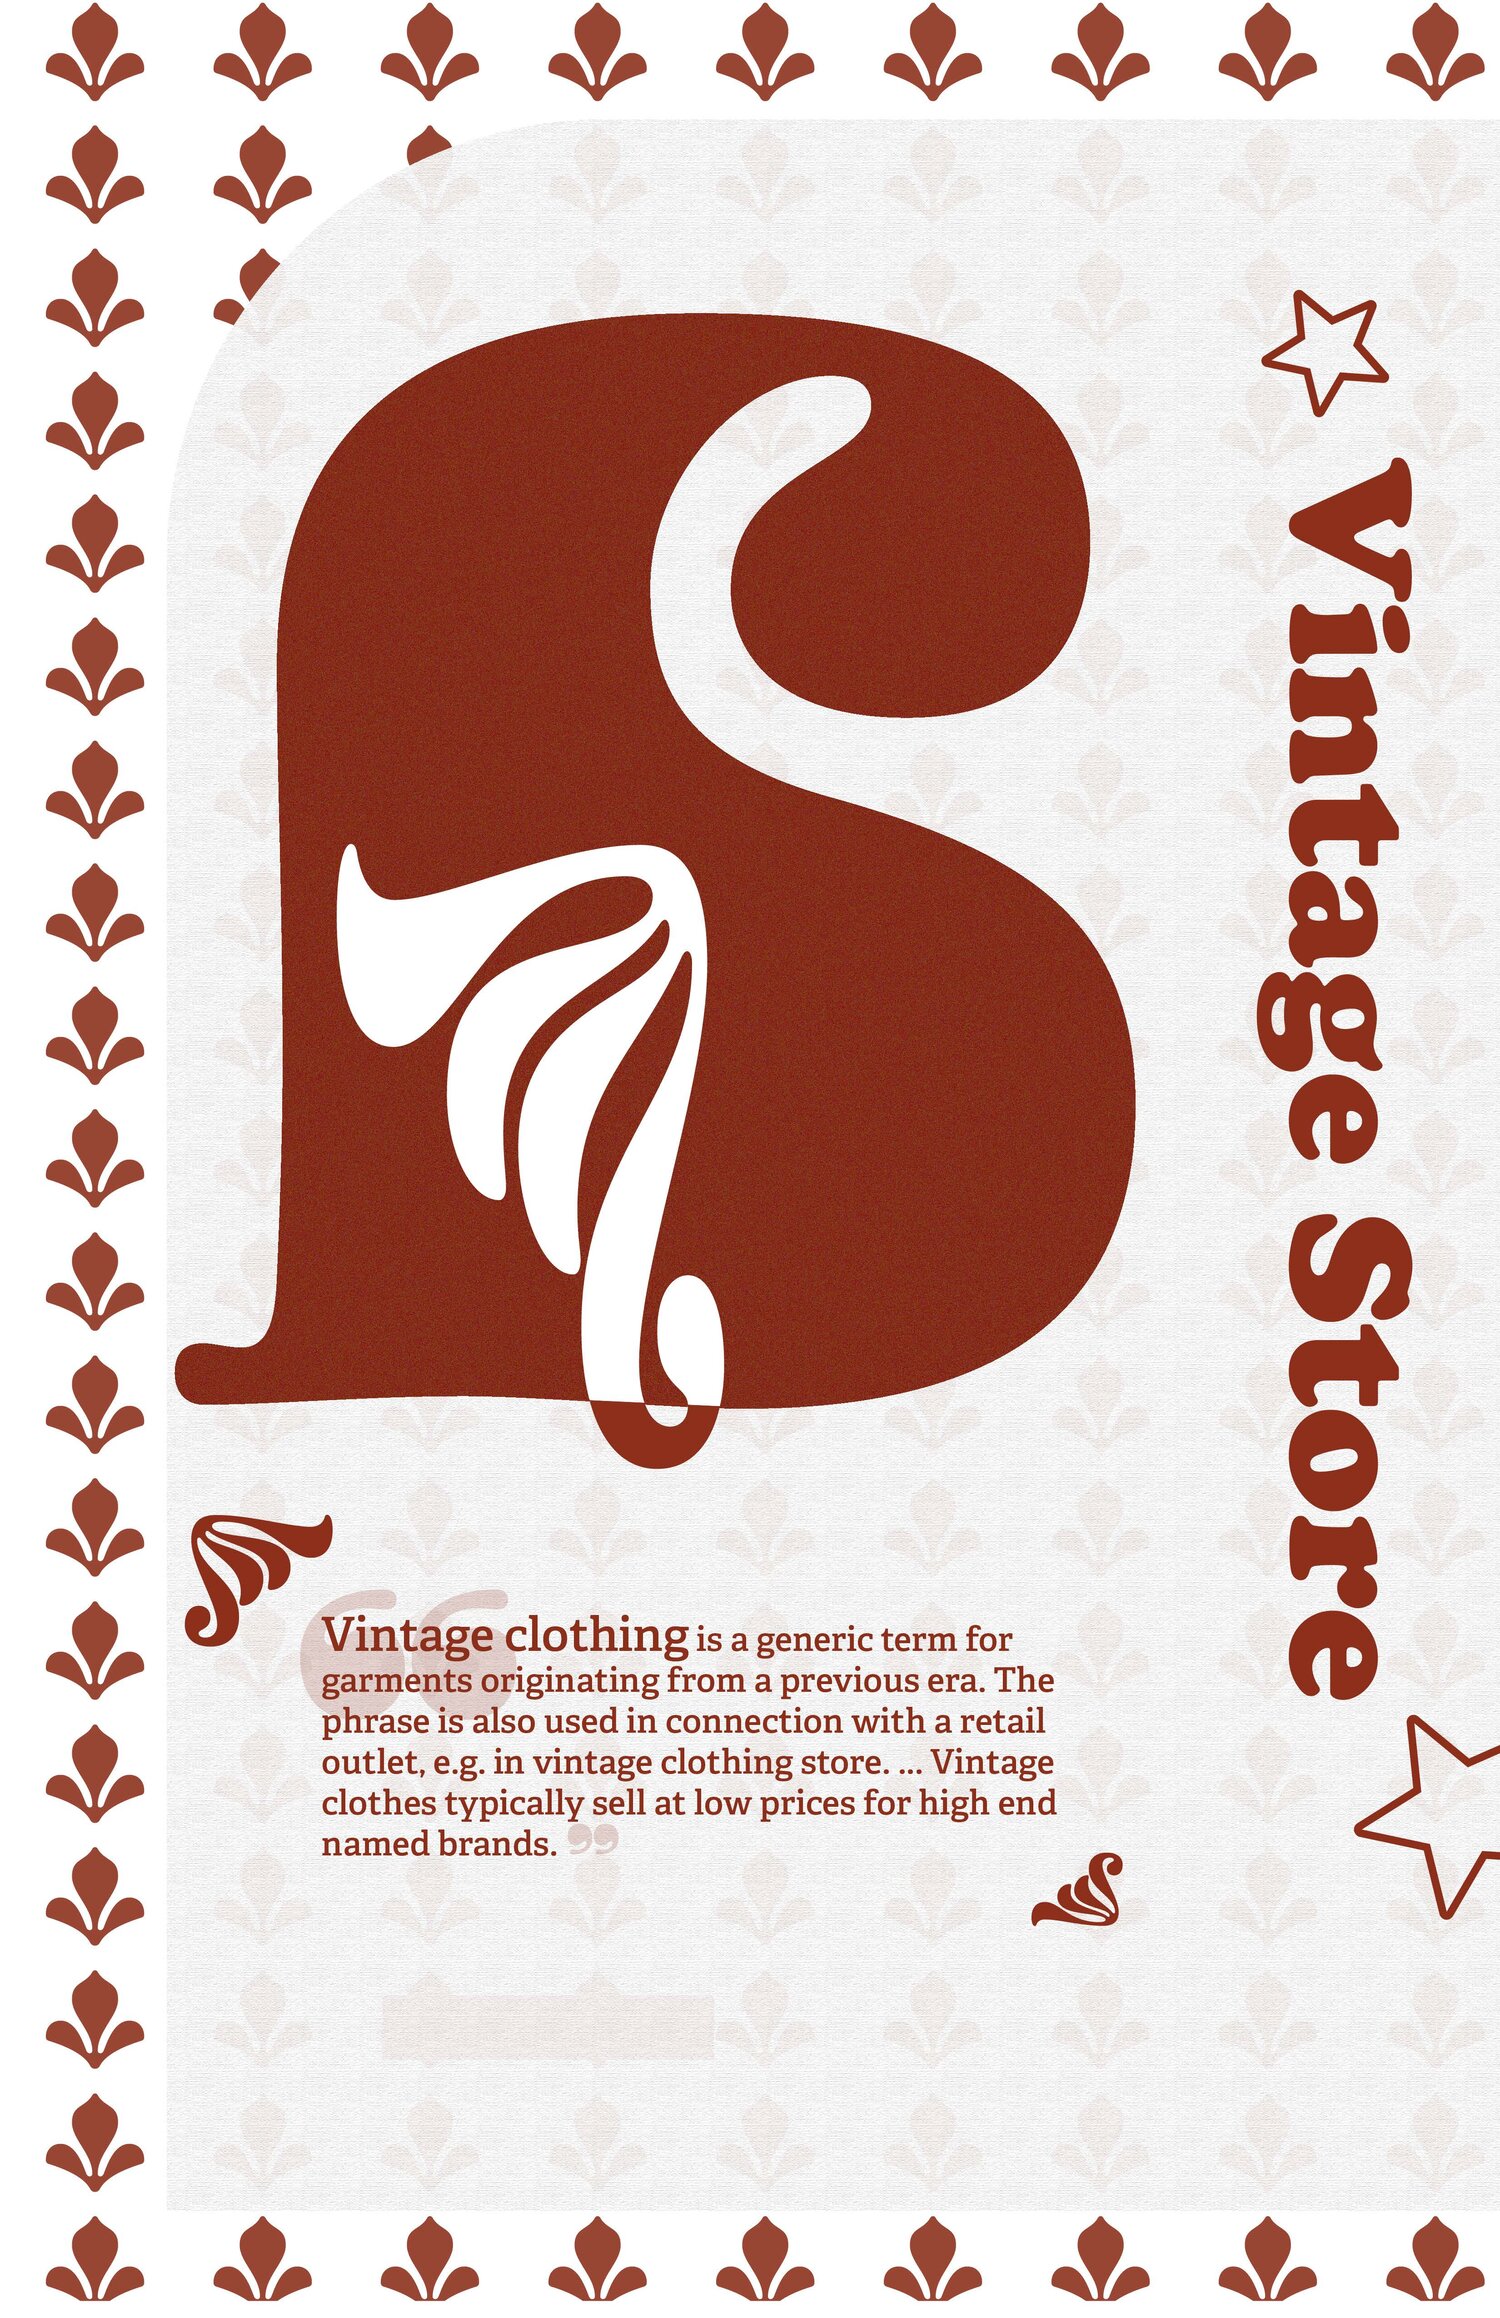 B
Vintage Store
“
Vintage clothing is a generic term for
garments originating from a previous era. The
phrase is also used in connection with a retail
outlet, e.g. in vintage clothing store. ... Vintage
clothes typically sell at low prices for high end
named brands. ”